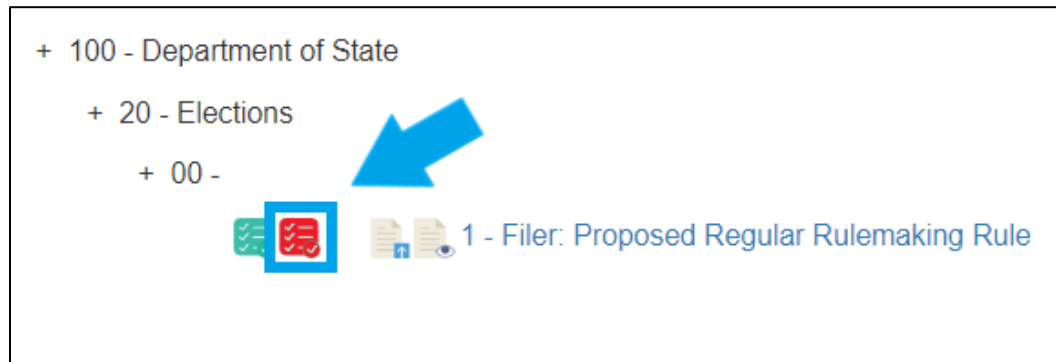 + 100 - Department of State
+ 20 - Elections
+ 00 -
1 - Filer: Proposed Regular Rulemaking Rule